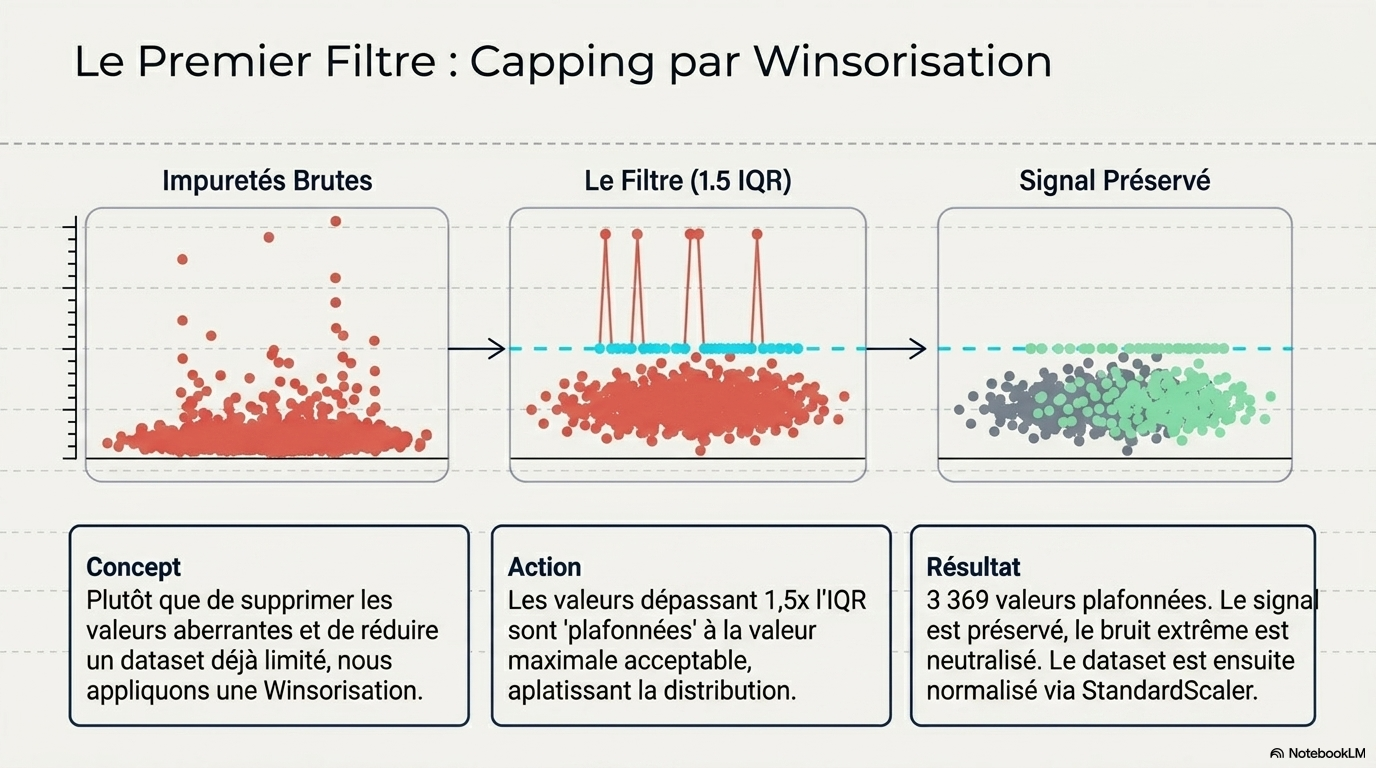 Le Premier Filtre : Capping par Winsorisation
Impuretés Brutes
Le Filtre (1.5 IQR)
Signal Préservé
Concept
Plutôt que de supprimer les
valeurs aberrantes et de réduire
un dataset déjà limité, nous
appliquons une Winsorisation.
Action
Les valeurs dépassant 1,5x l'IQR
sont 'plafonnées' à la valeur
maximale acceptable,
aplatissant la distribution.
Résultat
3 369 valeurs plafonnées. Le signal
est préservé, le bruit extrême est
neutralisé. Le dataset est ensuite
normalisé via StandardScaler.
NotebookLM